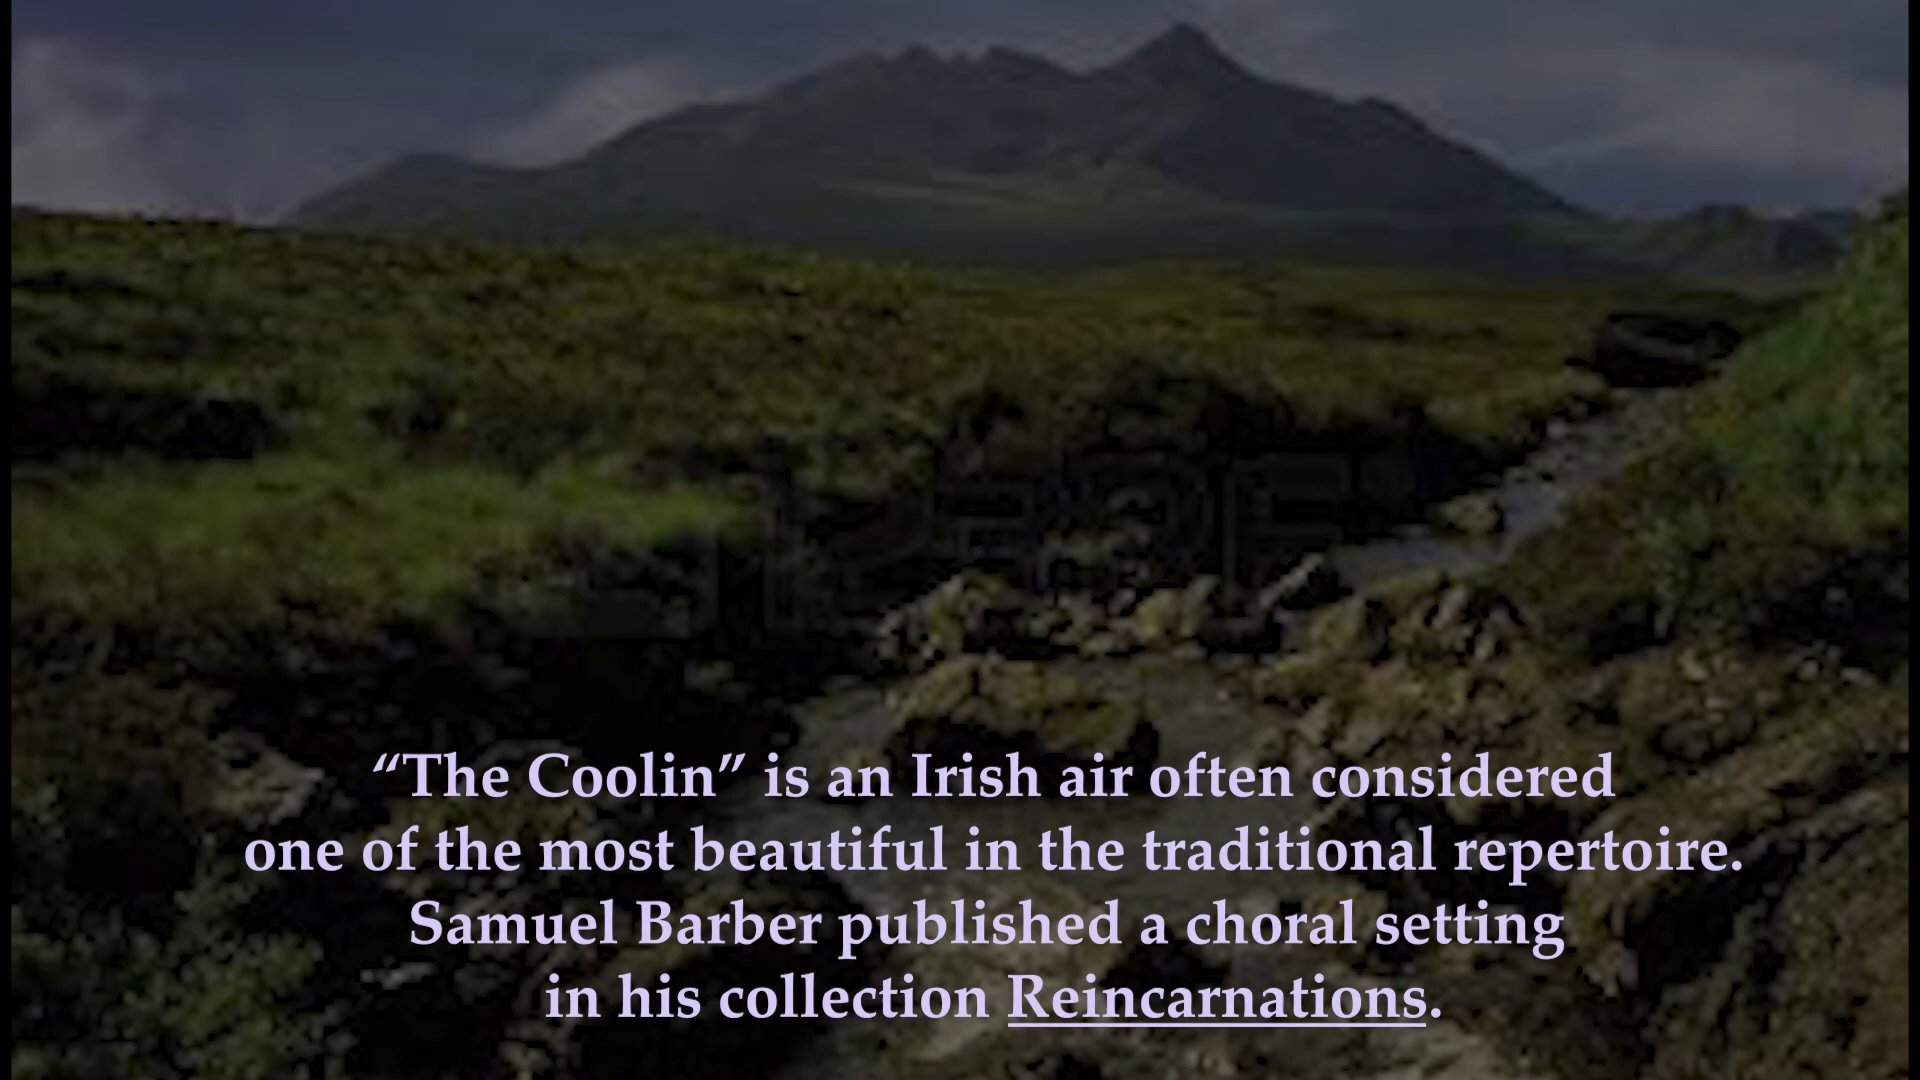 “The Coolin” is an Irish air often considered
one of the most beautiful in the traditional repertoire.
Samuel Barber published a choral setting
in his collection Reincarnations.